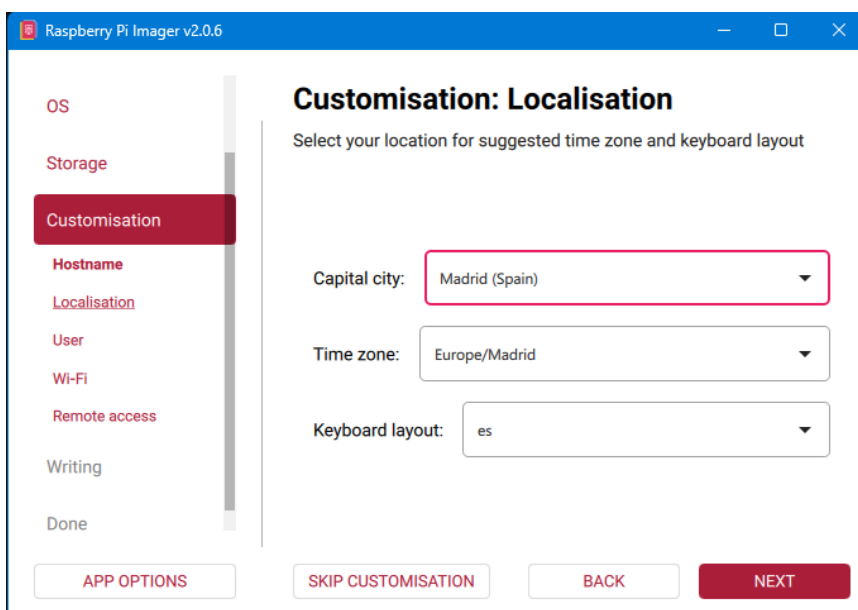 Raspberry Pi Imager v2.0.6
OS
Storage
Customisation
Hostname
Localisation
User
Wi-Fi
Remote access
Writing
Done
APP OPTIONS
Customisation: Localisation
Select your location for suggested time zone and keyboard layout
Capital city: Madrid (Spain)
Time zone: Europe/Madrid
Keyboard layout: es
SKIP CUSTOMISATION
BACK
NEXT